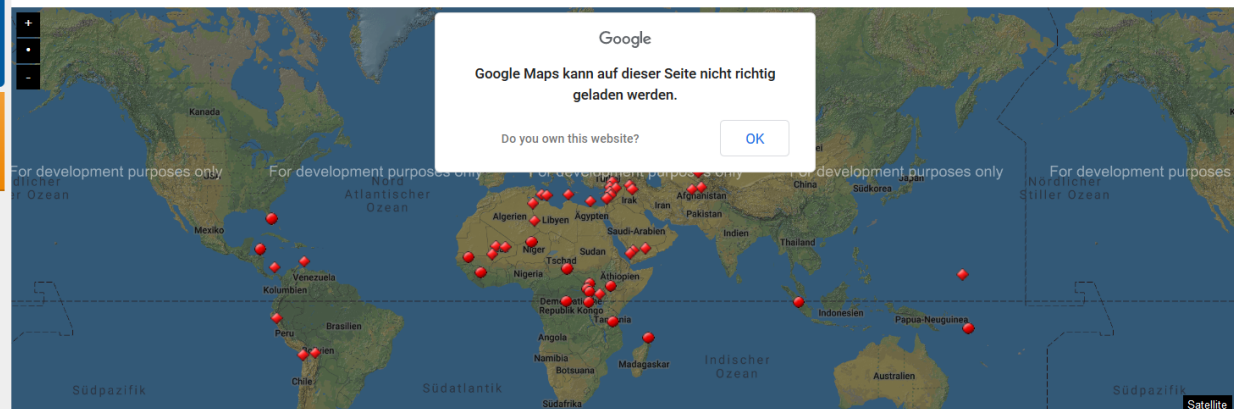 +
-
Google
Google Maps kann auf dieser Seite nicht richtig
geladen werden.
Do you own this website?
OK
Kanada
For development purposes only
For development purposes only
For development purposes only
For development purposes only
For development purposes
Nord
Atlantischer
Ozean
er Ozean
Nördlicher
Stiller Ozean
China
Südkorea
Japan
Afghanistan
Irak
Iran
Pakistan
Algerien
Libyen
Ägypten
Saudi-Arabien
Mexiko
Indien
Thailand
Niger
Sudan
Tschad
Nigeria
Äthiopien
Venezuela
Kolumbien
Demokratische
Republik Kongo
Tansania
Indonesien
Papua-Neuguinea
Peru
Brasilien
Angola
Namibia
Botsuana
Madagaskar
Indischer
Ozean
Australien
Chile
Südpazifik
Südatlantik
Südafrika
Südpazifik
Satellite